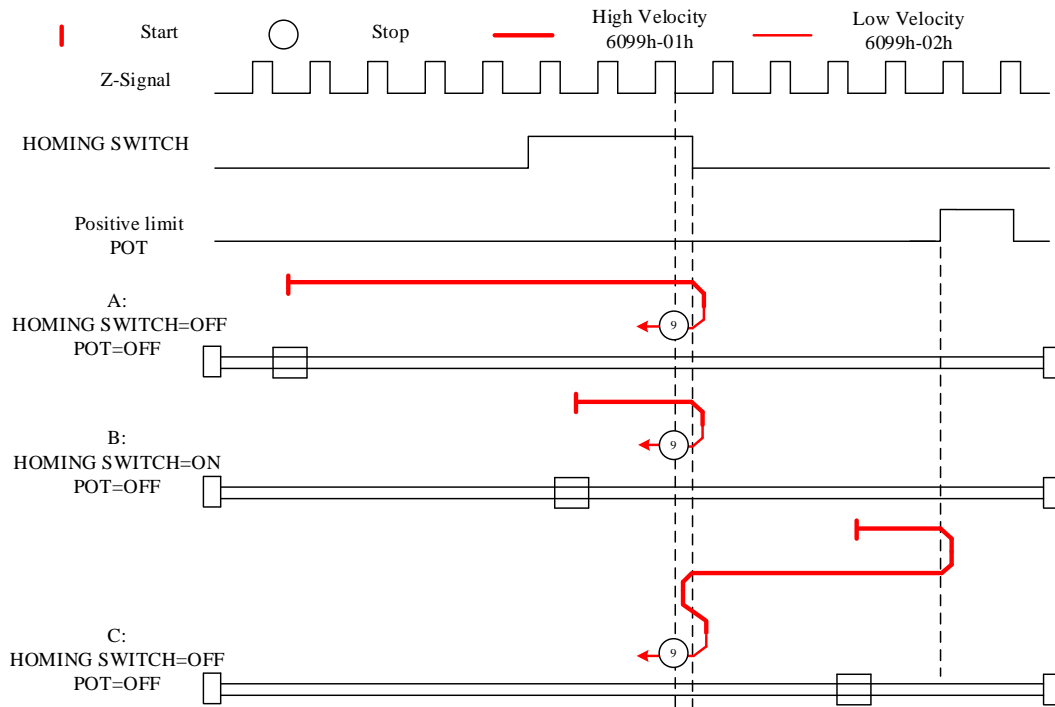 Start
Stop
High Velocity
6099h-01h
Low Velocity
6099h-02h
Z-Signal
HOMING SWITCH
Positive limit
POT
A:
HOMING SWITCH=OFF
POT=OFF
9
B:
HOMING SWITCH=ON
POT=OFF
9
C:
HOMING SWITCH=OFF
POT=OFF
9